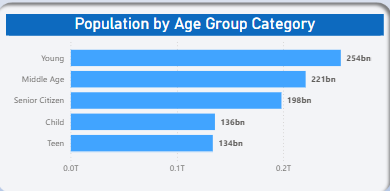 Population by Age Group Category
Young 254bn
Middle Age 221bn
Senior Citizen 198bn
Child 136bn
Teen 134bn
0.0T 0.1T 0.2T